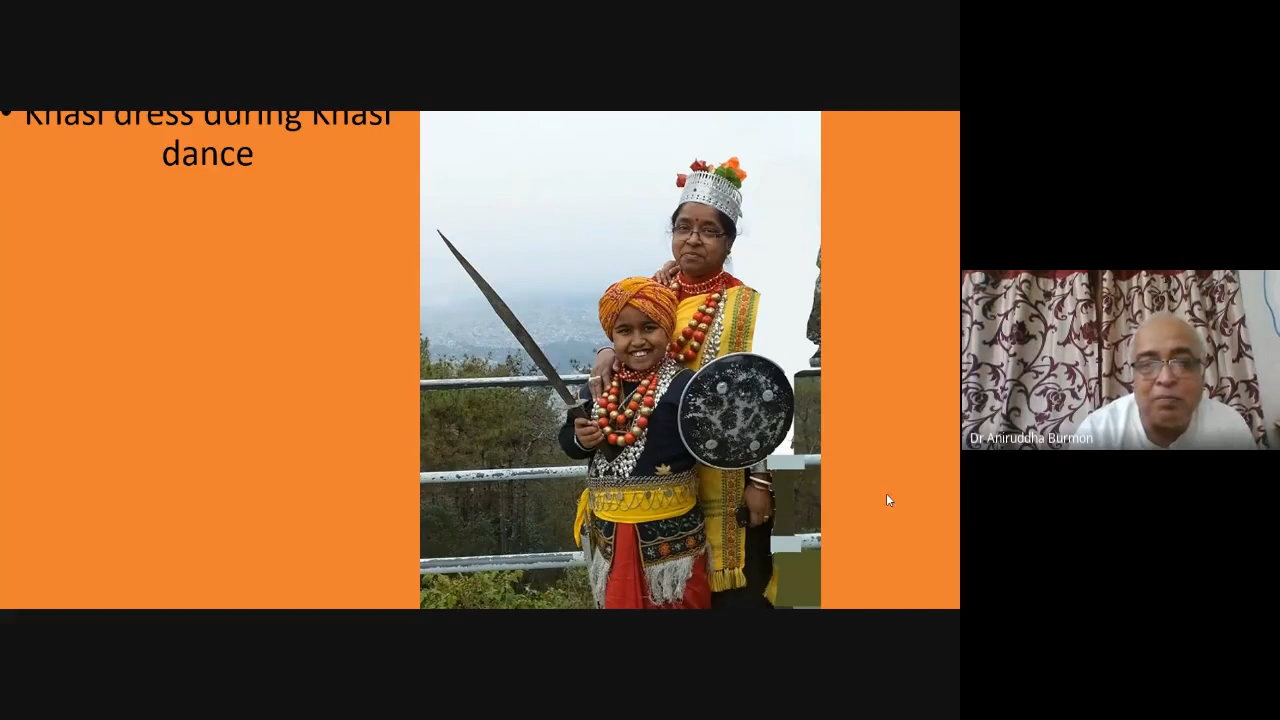 • Khasi dress during Khasi
dance
Dr Aniruddha Burmon